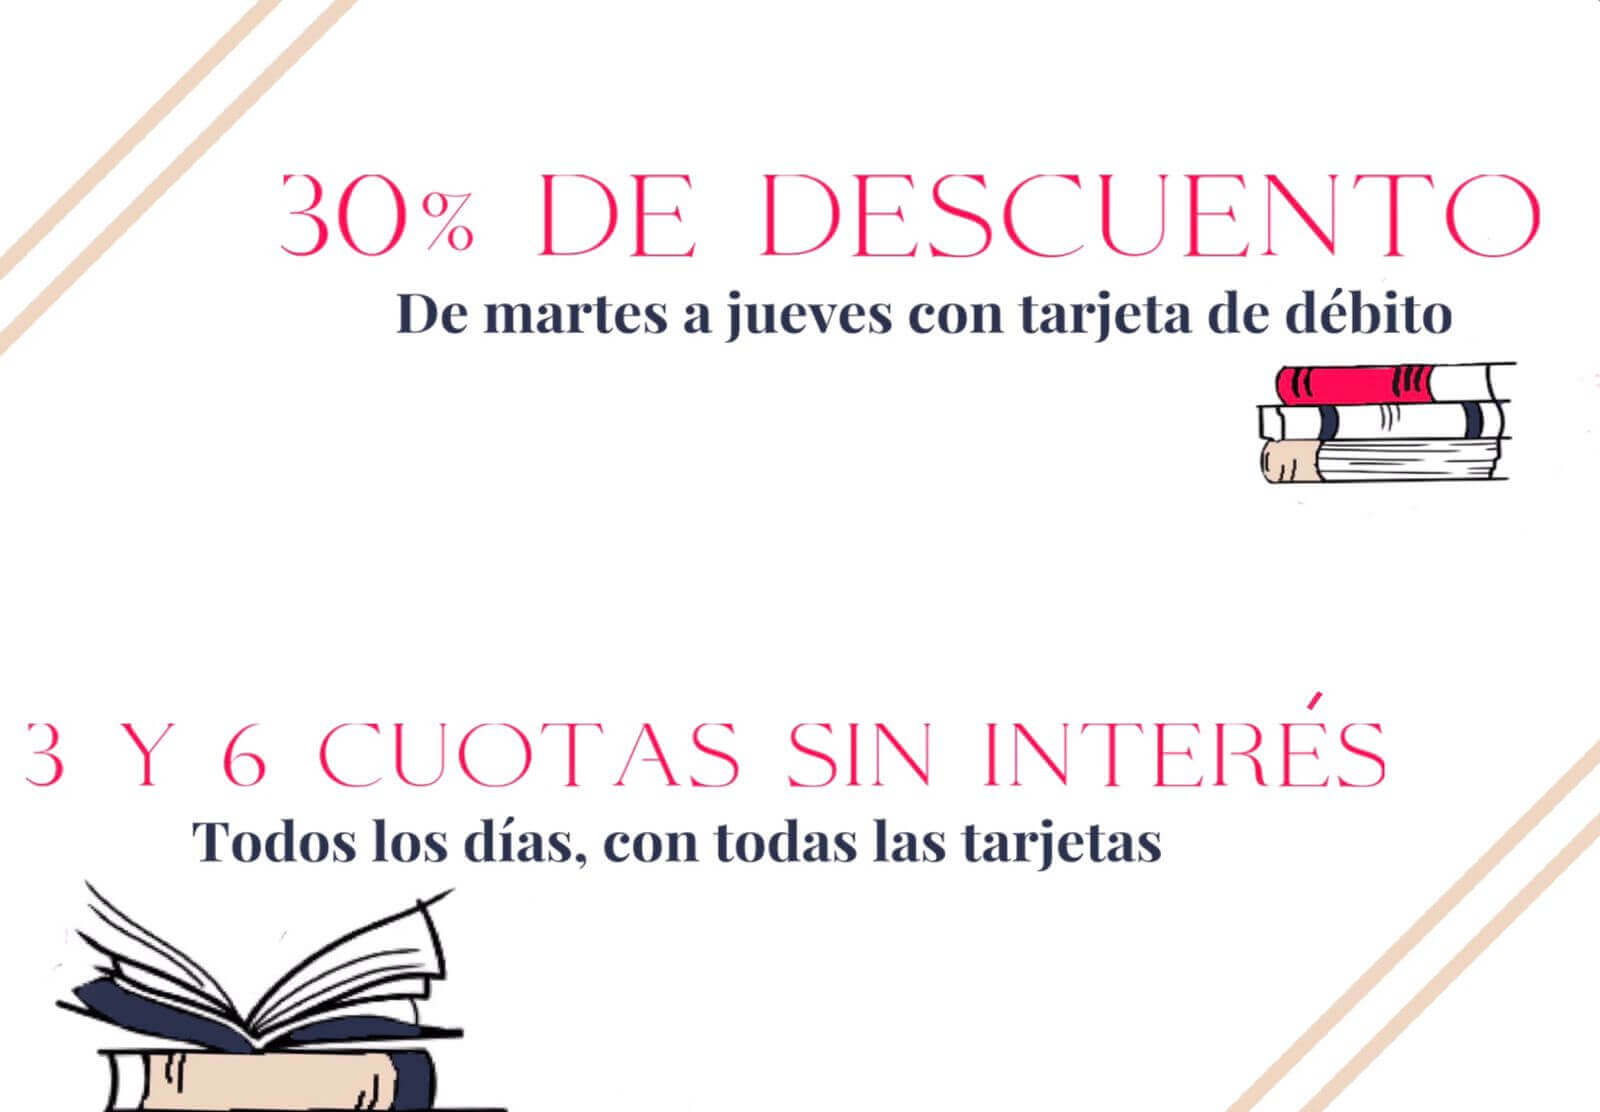 30% DE DESCUENTO
De martes a jueves con tarjeta de débito
3 Y 6 CUOTAS SIN INTERÉS
Todos los días, con todas las tarjetas